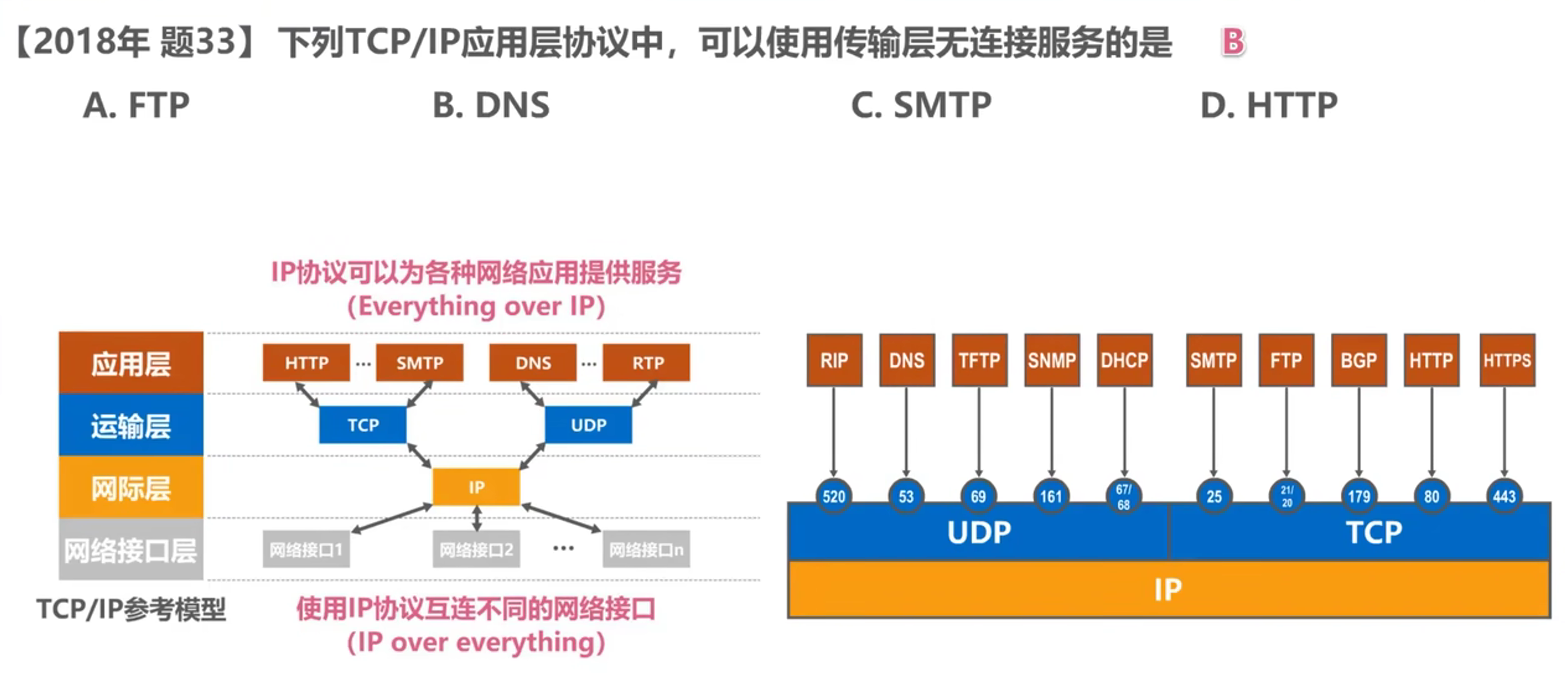 【2018年 题33】 下列TCP/IP应用层协议中，可以使用传输层无连接服务的是 B
A. FTP B. DNS C. SMTP D. HTTP
IP协议可以为各种网络应用提供服务
（Everything over IP）
应用层 HTTP ··· SMTP DNS ··· RTP
运输层 TCP UDP
网际层 IP
网络接口层 网络接口1 网络接口2 ··· 网络接口n
TCP/IP参考模型
使用IP协议互连不同的网络接口
（IP over everything）
RIP DNS TFTP SNMP DHCP SMTP FTP BGP HTTP HTTPS
520 53 69 161 67/68 25 21/20 179 80 443
UDP TCP
IP